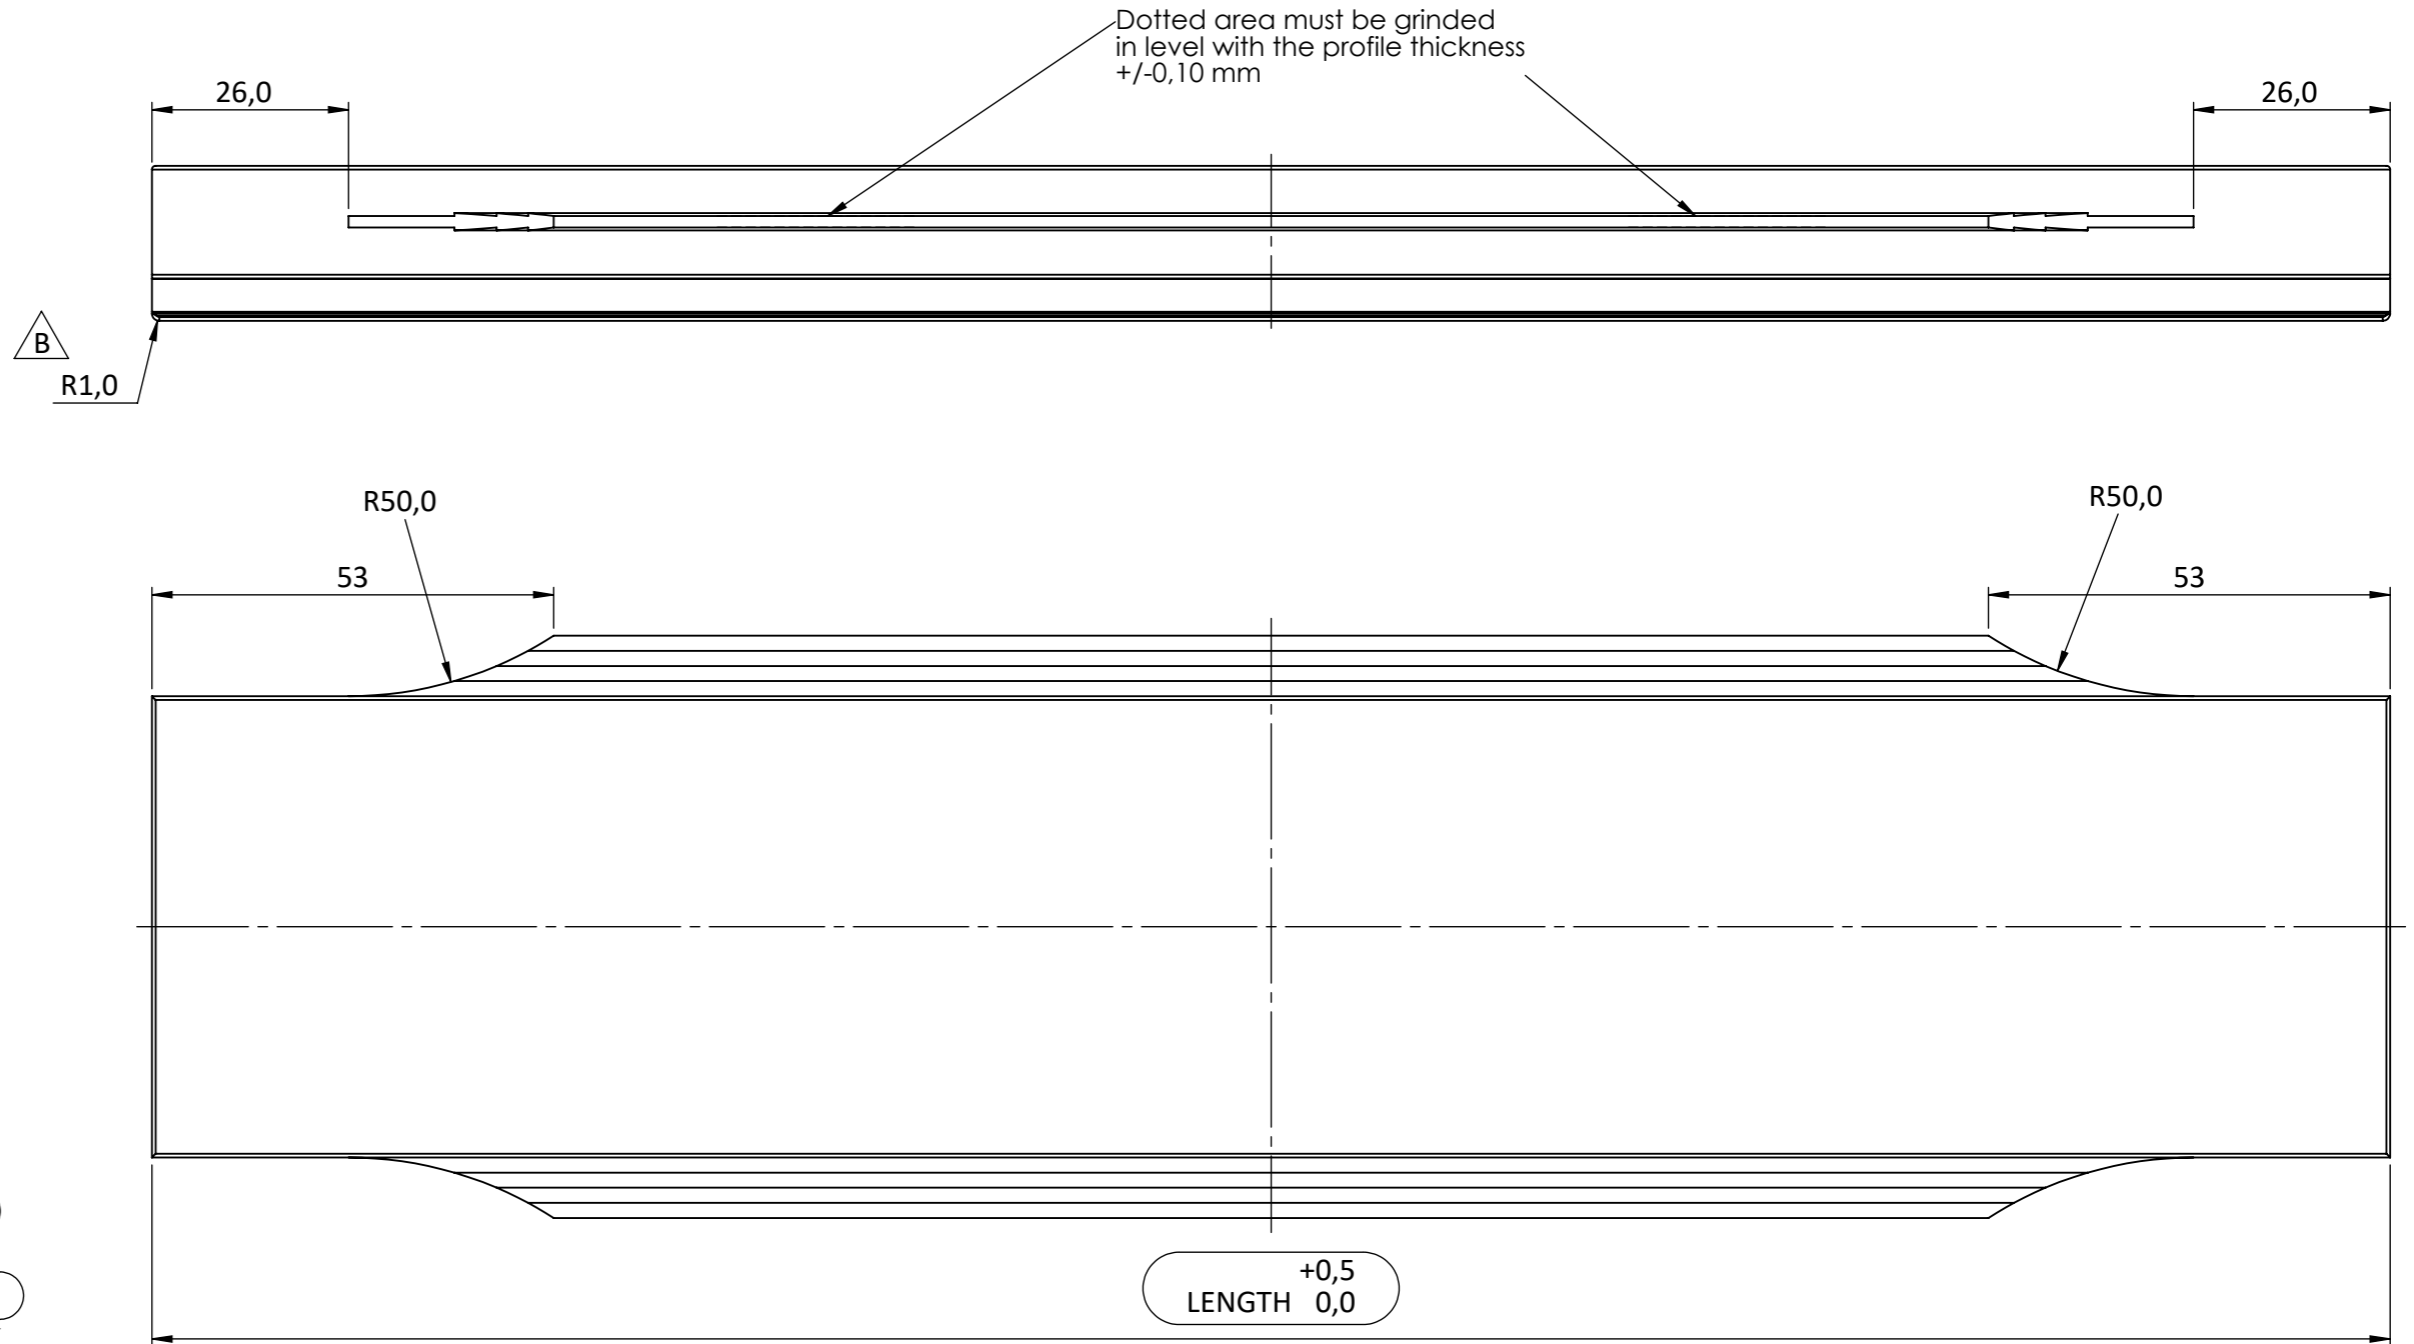 Dotted area must be grinded
in level with the profile thickness
+/-0,10 mm
26,0
26,0
B
R1,0
R50,0
R50,0
53
53
+0,5
LENGTH 0,0